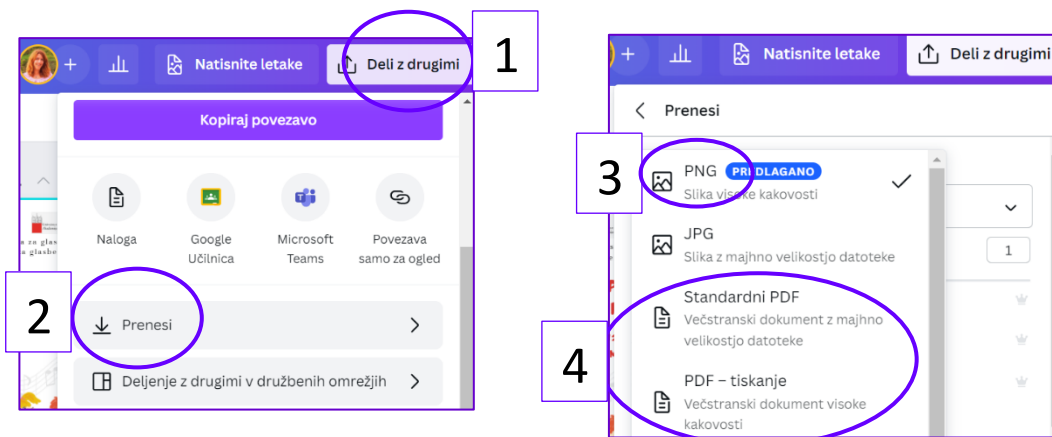 1
Natisnite letake
Deli z drugimi
Kopiraj povezavo
Naloga
Google
Učilnica
Microsoft
Teams
Povezava
samo za ogled
2
Prenesi
Deljenje z drugimi v družbenih omrežjih
Natisnite letake
Deli z drugimi
Prenesi
3
PNG PREDLAGANO
Slika visoke kakovosti
JPG
Slika z majhno velikostjo datoteke
1
4
Standardni PDF
Večstranski dokument z majhno
velikostjo datoteke
PDF – tiskanje
Večstranski dokument visoke
kakovosti